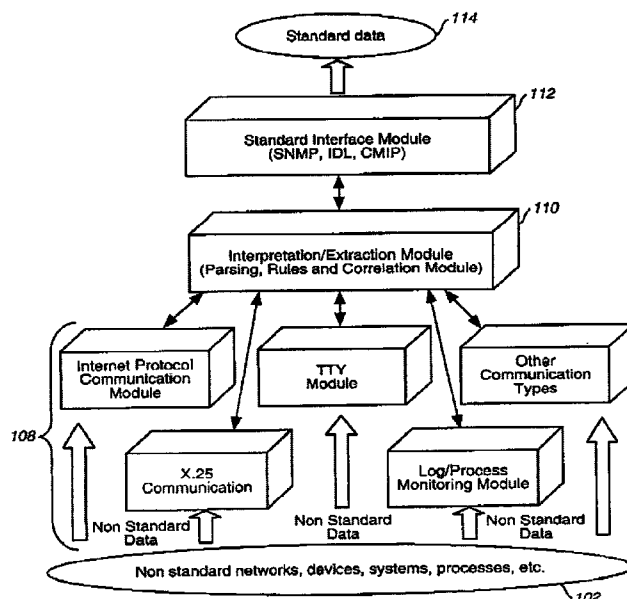 114
Standard data
112
Standard Interface Module
(SNMP, IDL, CMIP)
110
Interpretation/Extraction Module
(Parsing, Rules and Correlation Module)
Internet Protocol
Communication
Module
TTY
Module
Other
Communication
Types
108
X.25
Communication
Log/Process
Monitoring Module
Non Standard
Data
Non Standard
Data
Non Standard
Data
Non standard networks, devices, systems, processes, etc.
102